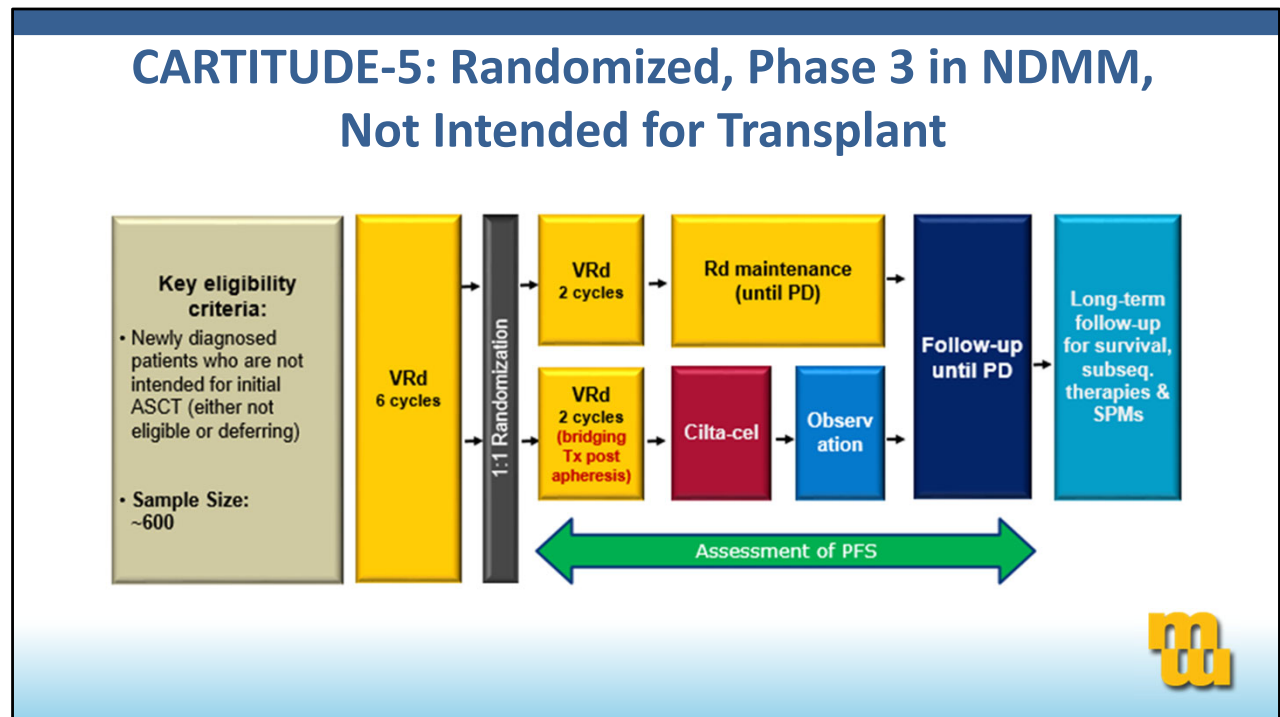 CARTITUDE-5: Randomized, Phase 3 in NDMM,
Not Intended for Transplant
Key eligibility
criteria:
• Newly diagnosed
patients who are not
intended for initial
ASCT (either not
eligible or deferring)
• Sample Size:
~600
VRd
6 cycles
1:1 Randomization
VRd
2 cycles
Rd maintenance
(until PD)
VRd
2 cycles
(bridging
Tx post
apheresis)
Cilta-cel
Observ
ation
Follow-up
until PD
Long-term
follow-up
for survival,
subseq.
therapies &
SPMs
Assessment of PFS